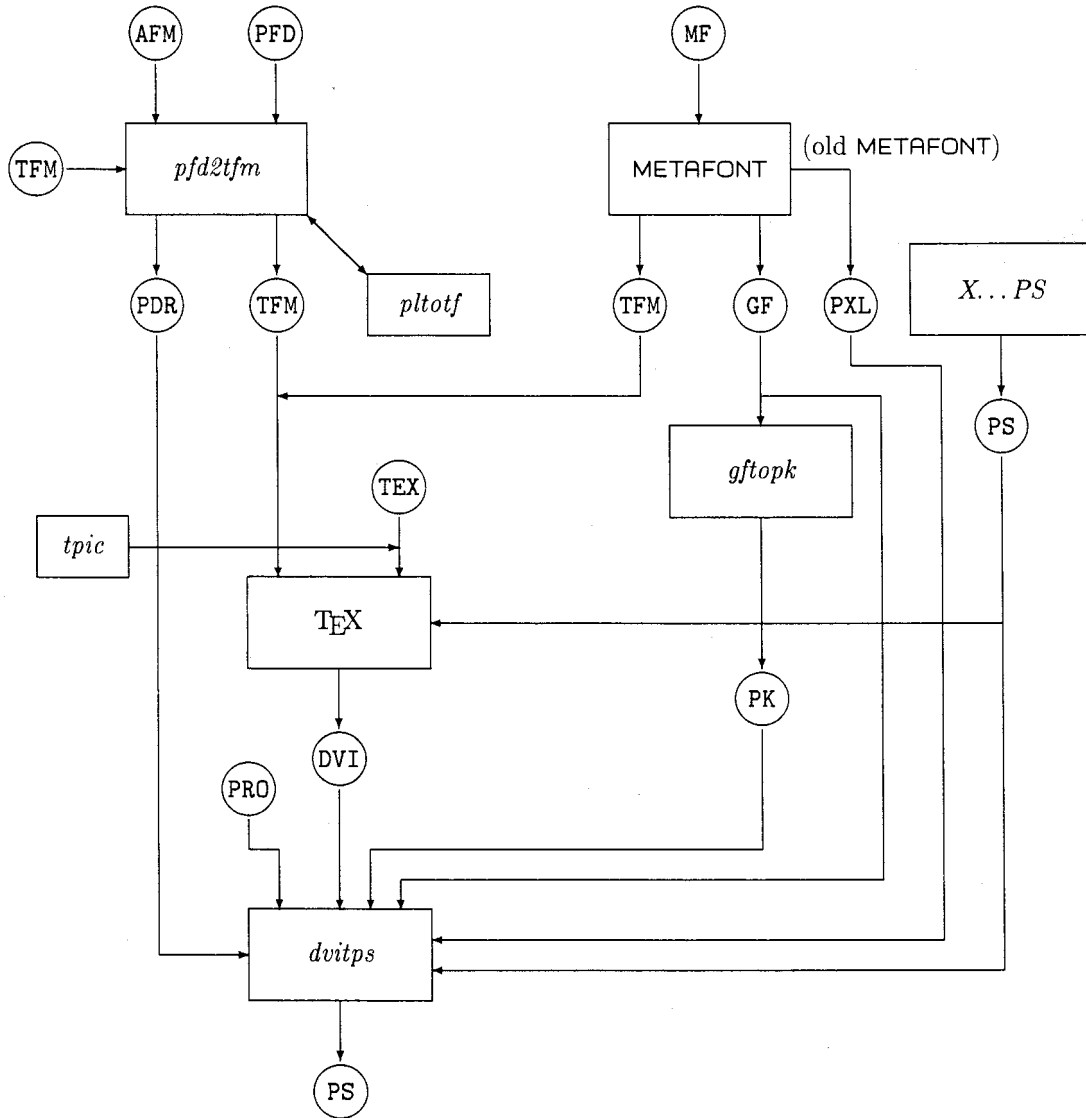 AFM PFD MF
(old METAFONT)
TFM pfd2tfm METAFONT
PDR TFM pltotf TFM GF PXL X...PS
PS
gftopk
TEX
tpic
TEX
PK
DVI
PRO
dvitps
PS